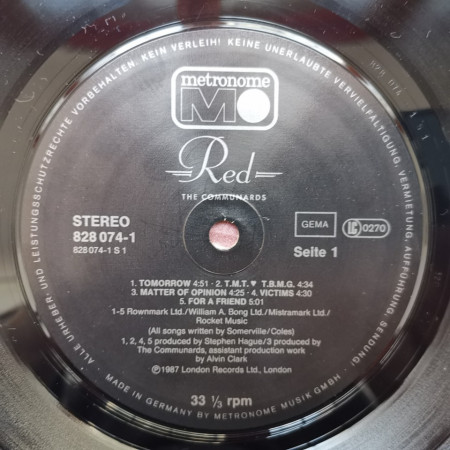 ALLE URHEBER UND LEISTUNGSSCHUTZRECHTE VORBEHALTEN. KEIN VERLEIH! KEINE UNERLAUBTE VERVIELFÄLTIGUNG, VERMIETUNG, AUFFÜHRUNG, SENDUNG!
metronome
M
Red
THE COMMUNARDS
STEREO
828 074-1
828 074-1 S 1
GEMA
LC 0270
Seite 1
1. TOMORROW 4:51 · 2. T.M.T. ♥ T.B.M.G. 4:34
3. MATTER OF OPINION 4:25 · 4. VICTIMS 4:30
5. FOR A FRIEND 5:01
1-5 Rownmark Ltd./William A. Bong Ltd./Mistramark Ltd./
Rocket Music
(All songs written by Somerville/Coles)
1, 2, 4, 5 produced by Stephen Hague/3 produced by
The Communards, assistant production work
by Alvin Clark
℗1987 London Records Ltd., London
33 1/3 rpm
MADE IN GERMANY BY METRONOME MUSIK GMBH